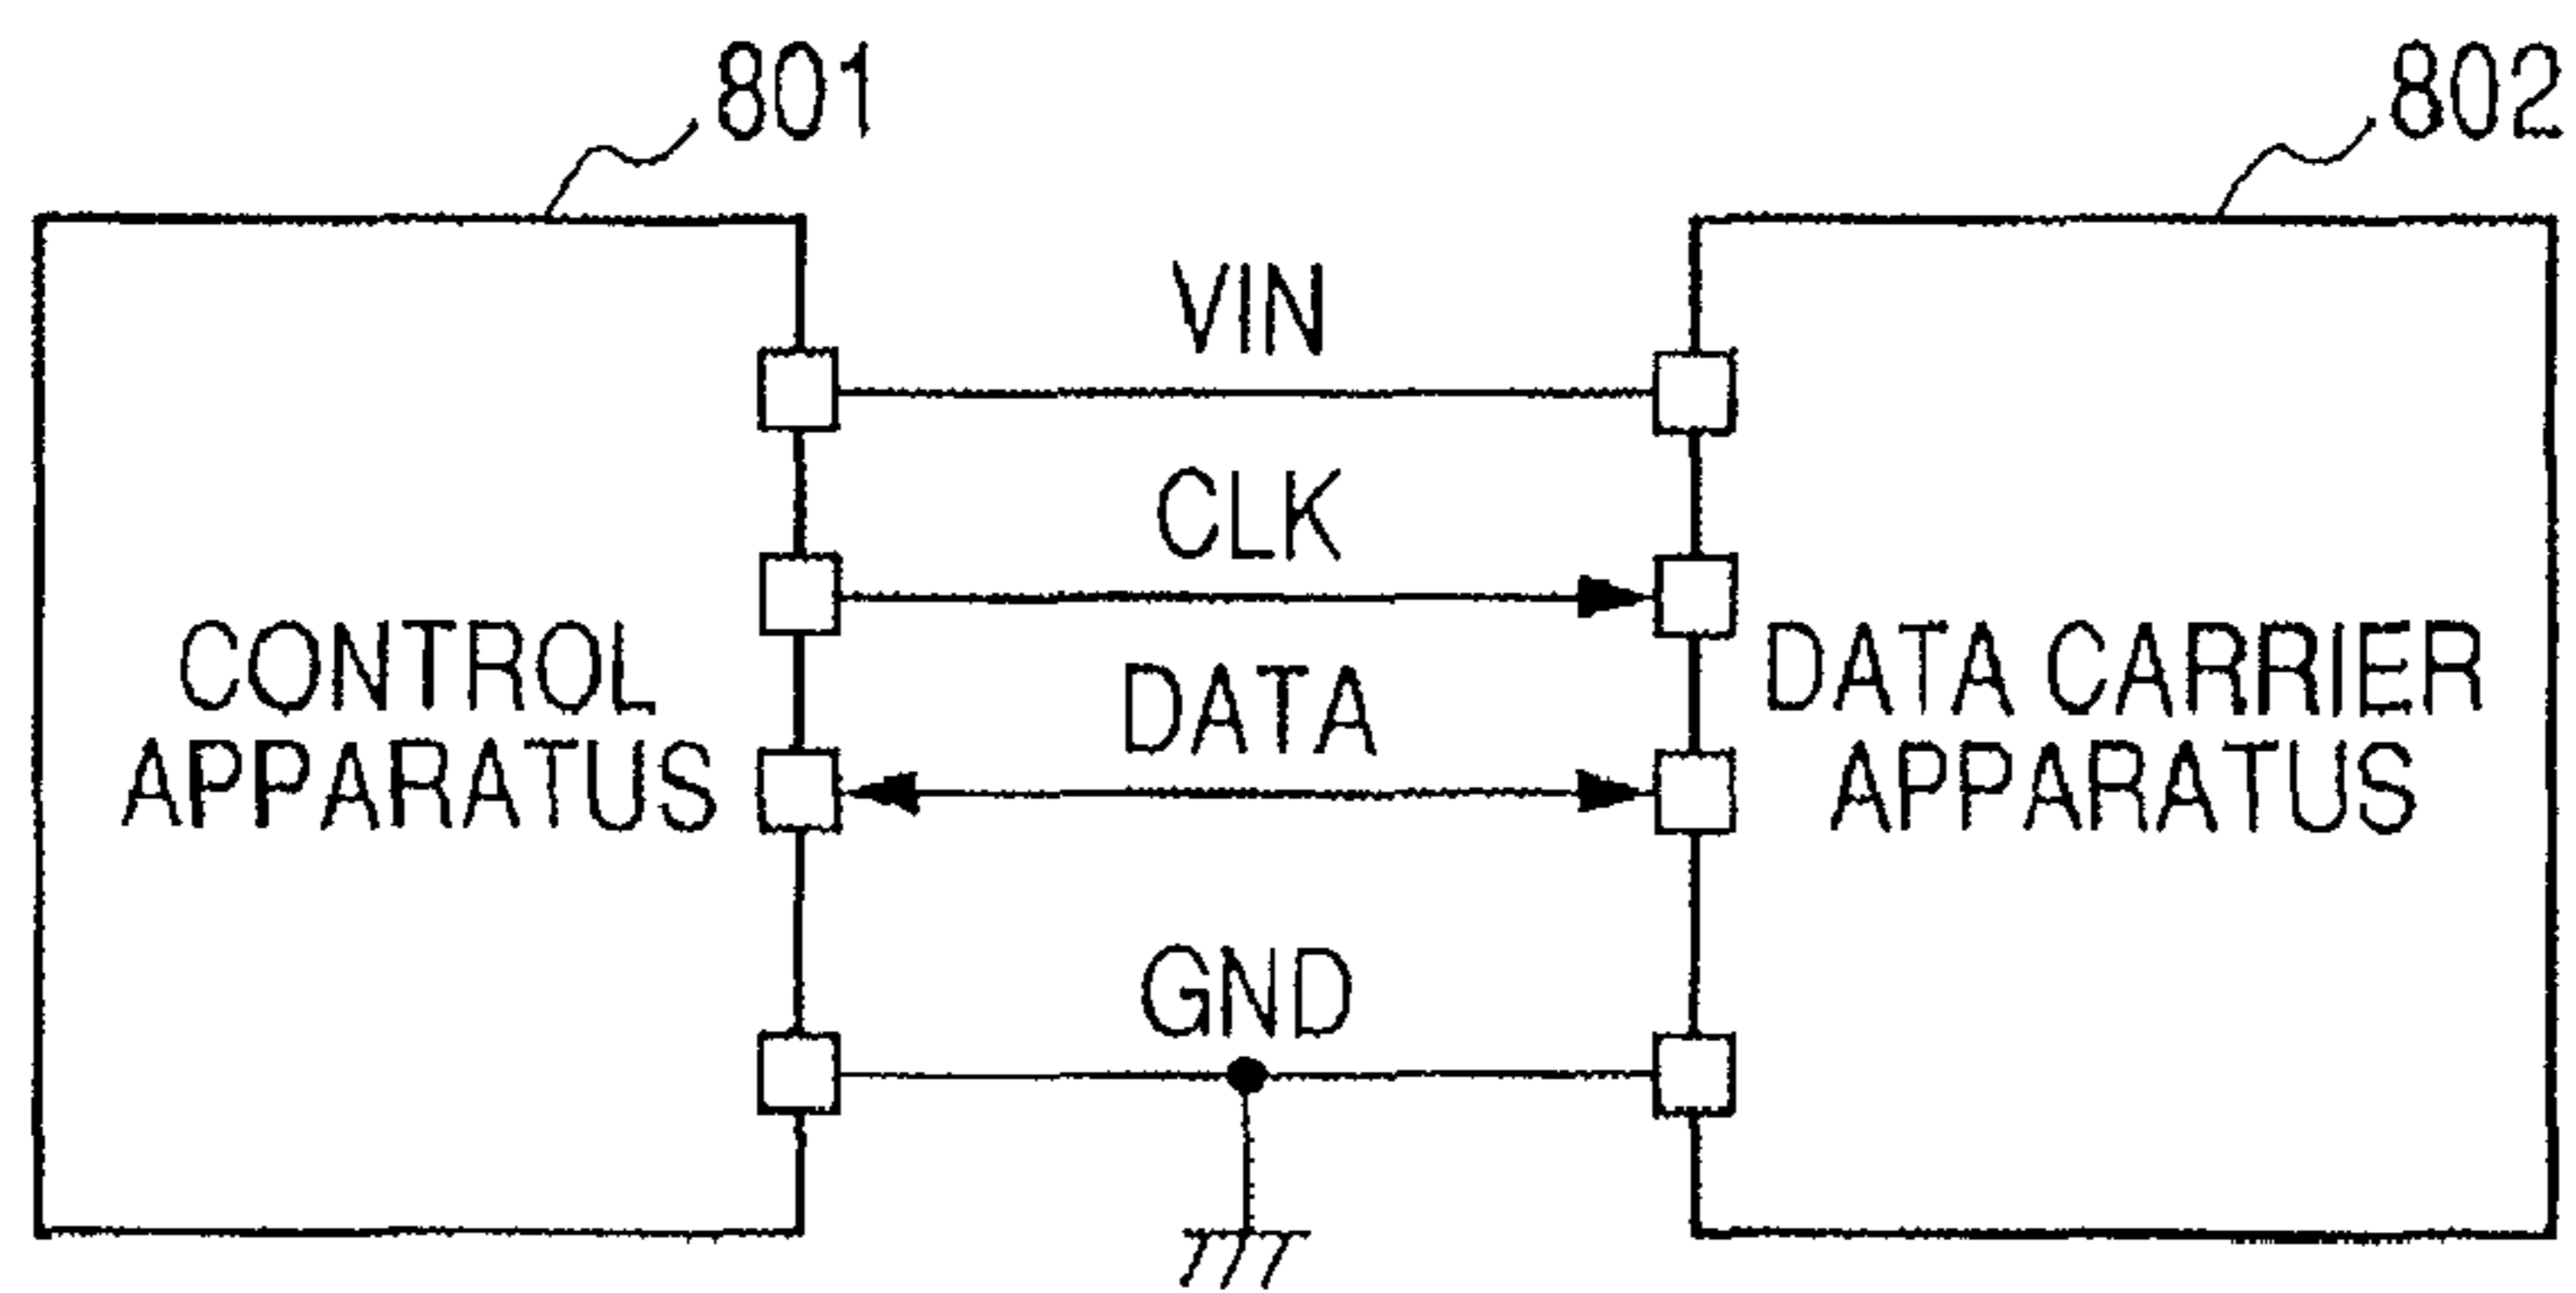 801
802
VIN
CLK
CONTROL
APPARATUS
DATA
DATA CARRIER
APPARATUS
GND